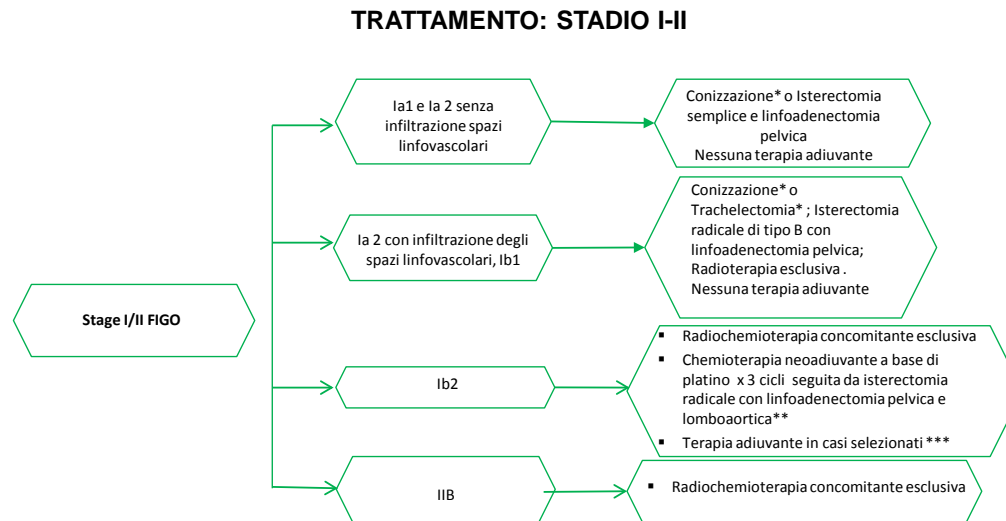 TRATTAMENTO: STADIO I-II
Ia1 e Ia 2 senza
infiltrazione spazi
linfovascolari
Conizzazione* o Isterectomia
semplice e linfoadenectomia
pelvica
Nessuna terapia adiuvante
Ia 2 con infiltrazione degli
spazi linfovascolari, Ib1
Conizzazione* o
Trachelectomia* ; Isterectomia
radicale di tipo B con
linfoadenectomia pelvica;
Radioterapia esclusiva .
Nessuna terapia adiuvante
Stage I/II FIGO
Ib2
▪ Radiochemioterapia concomitante esclusiva
▪ Chemioterapia neoadiuvante a base di
platino x 3 cicli seguita da isterectomia
radicale con linfoadenectomia pelvica e
lomboaortica**
▪ Terapia adiuvante in casi selezionati ***
IIB
▪ Radiochemioterapia concomitante esclusiva